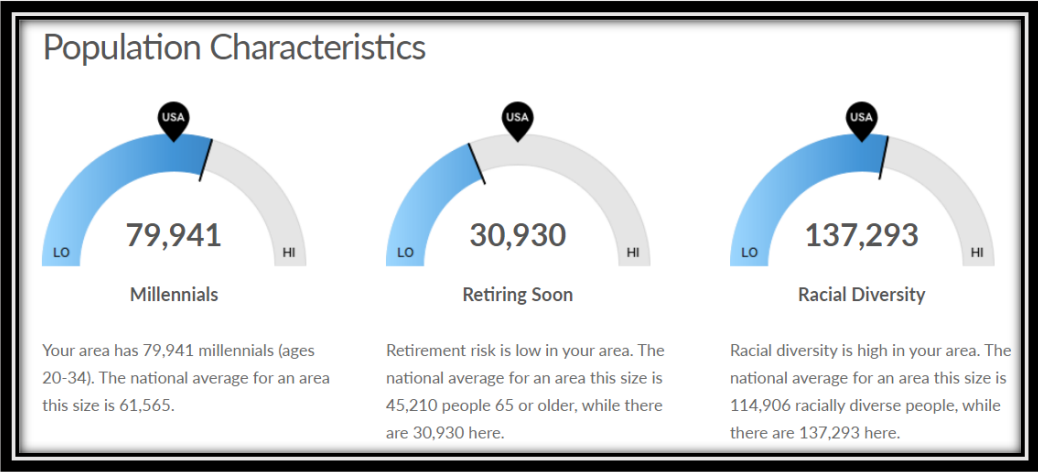 Population Characteristics
USA
79,941
LO
HI
Millennials
Your area has 79,941 millennials (ages
20-34). The national average for an area
this size is 61,565.
USA
30,930
LO
HI
Retiring Soon
Retirement risk is low in your area. The
national average for an area this size is
45,210 people 65 or older, while there
are 30,930 here.
USA
137,293
LO
HI
Racial Diversity
Racial diversity is high in your area. The
national average for an area this size is
114,906 racially diverse people, while
there are 137,293 here.